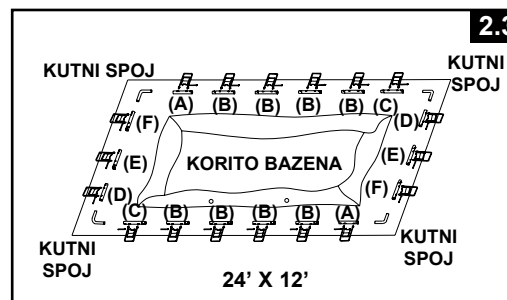 2.3
KUTNI SPOJ
KUTNI
SPOJ
(A) (B) (B) (B) (B) (C)
(F) (D)
(E) KORITO BAZENA (E)
(D) (F)
(C) (B) (B) (B) (B) (A)
KUTNI
SPOJ
KUTNI
SPOJ
24' X 12'